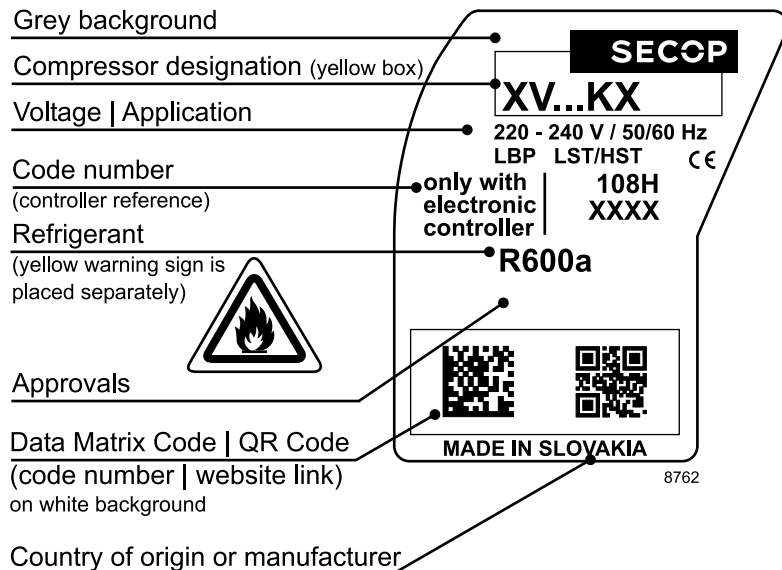 Grey background
Compressor designation (yellow box)
Voltage | Application
Code number
(controller reference)
Refrigerant
(yellow warning sign is
placed separately)
Approvals
Data Matrix Code | QR Code
(code number | website link)
on white background
Country of origin or manufacturer
SECOP
XV...KX
220 - 240 V / 50/60 Hz
LBP LST/HST CE
only with
electronic
controller
108H
XXXX
R600a
MADE IN SLOVAKIA
8762